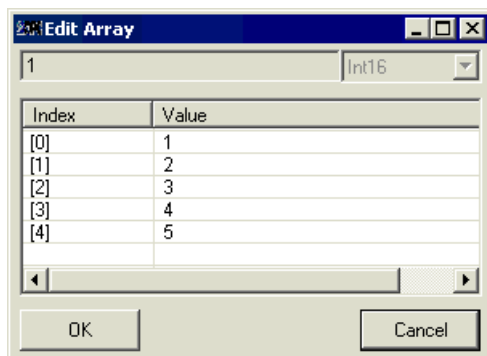 Edit Array
1 Int16
Index Value
[0] 1
[1] 2
[2] 3
[3] 4
[4] 5
OK Cancel